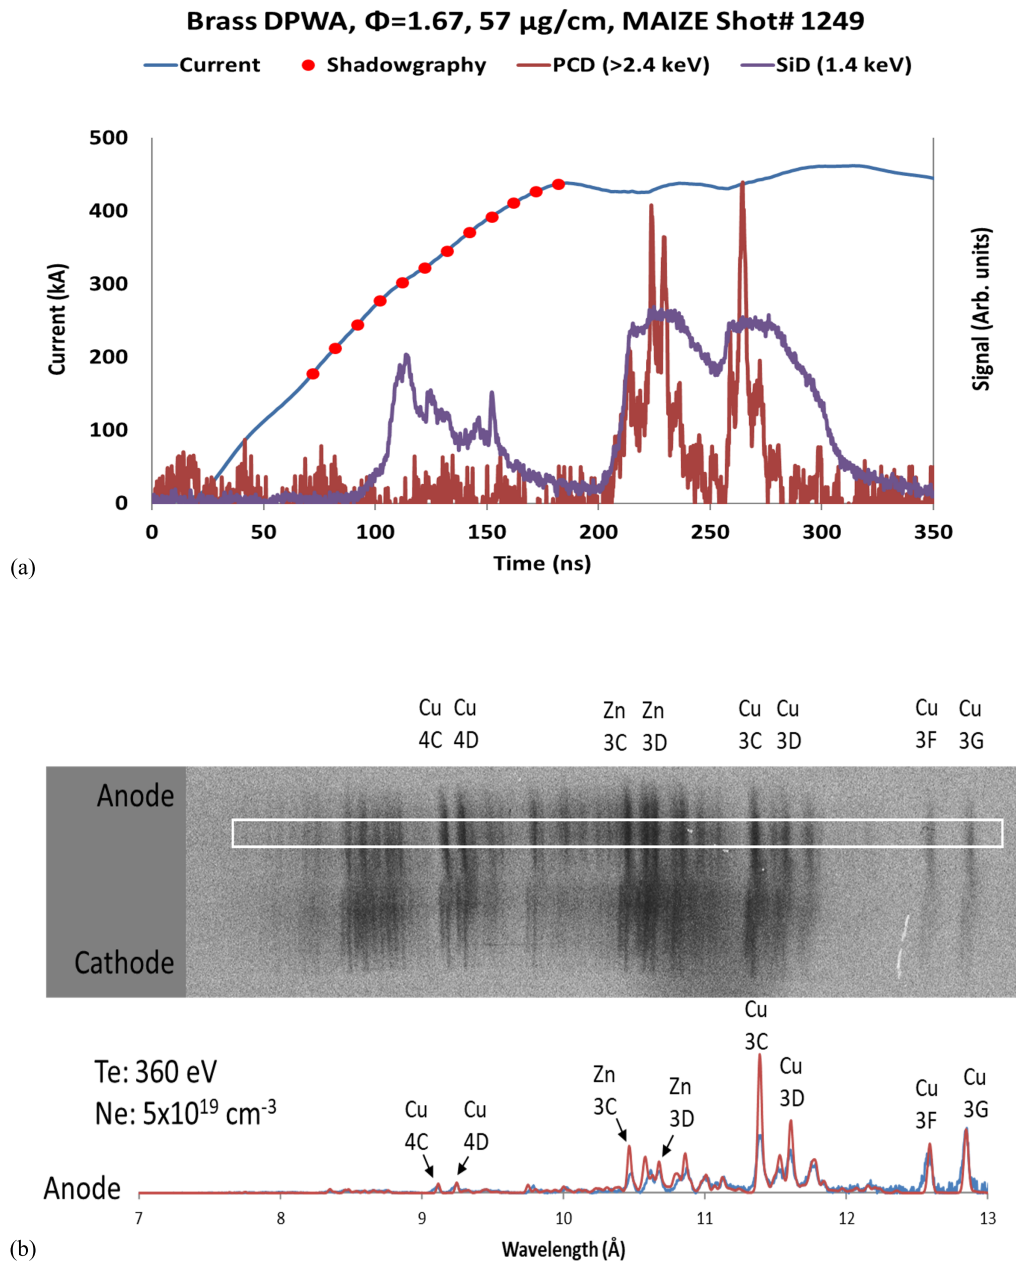 Brass DPWA, Φ=1.67, 57 μg/cm, MAIZE Shot# 1249
Current Shadowgraphy PCD (>2.4 keV) SiD (1.4 keV)
500
400
300
200
100
0
Current (kA)
Signal (Arb. units)
0 50 100 150 200 250 300 350
Time (ns)
(a)
Cu Cu Zn Zn Cu Cu Cu Cu
4C 4D 3C 3D 3C 3D 3F 3G
Anode
Cathode
Te: 360 eV
Ne: 5x10¹⁹ cm⁻³
Cu
4C
Cu
4D
Zn
3C
Zn
3D
Cu
3C
Cu
3D
Cu
3F
Cu
3G
Anode
7 8 9 10 11 12 13
Wavelength (Å)
(b)